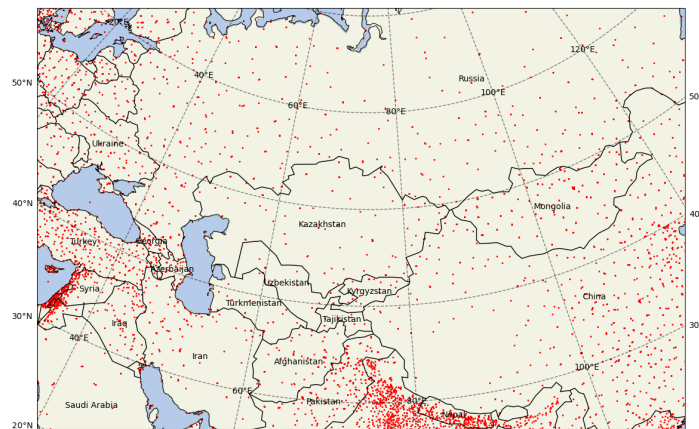 20°E
120°E
40°E
Russia
50°N
100°E
50
60°E
80°E
Ukraine
40°N
Mongolia
40
Kazakhstan
Turkey
Georgia
Azerbaijan
Uzbekistan
Syria
Kyrgyzstan
China
Turkmenistan
30°N
Tajikistan
Iraq
30
40°E
Iran
Afghanistan
100°E
60°E
Pakistan
80°E
Saudi Arabia
Nepal
20°N